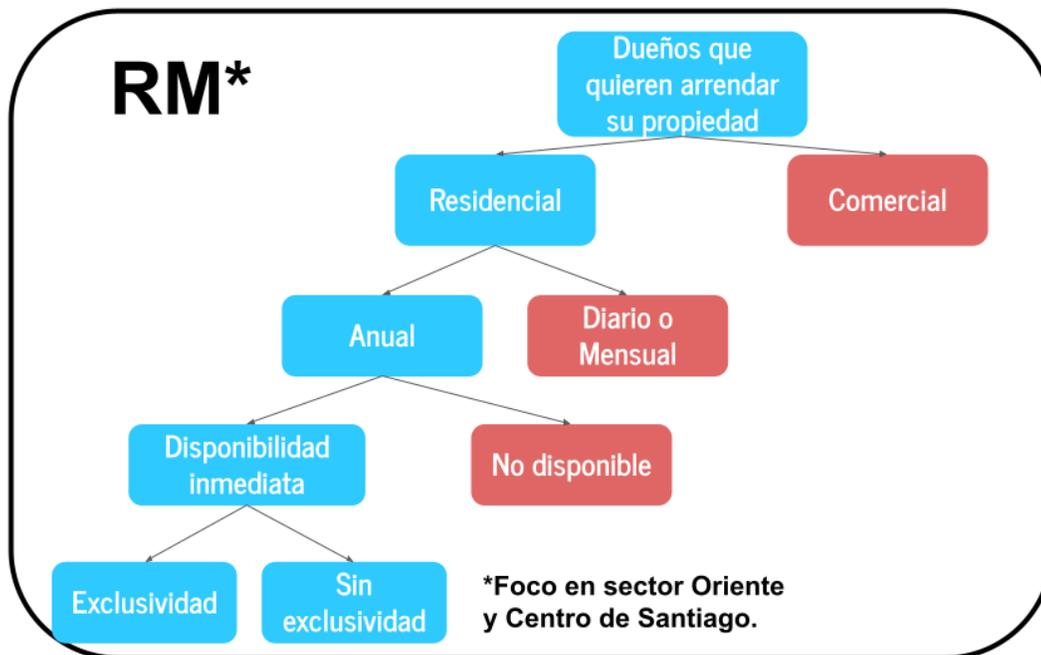 RM*
Dueños que
quieren arrendar
su propiedad
Residencial
Comercial
Anual
Diario o
Mensual
Disponibilidad
inmediata
No disponible
Exclusividad
Sin
exclusividad
*Foco en sector Oriente
y Centro de Santiago.